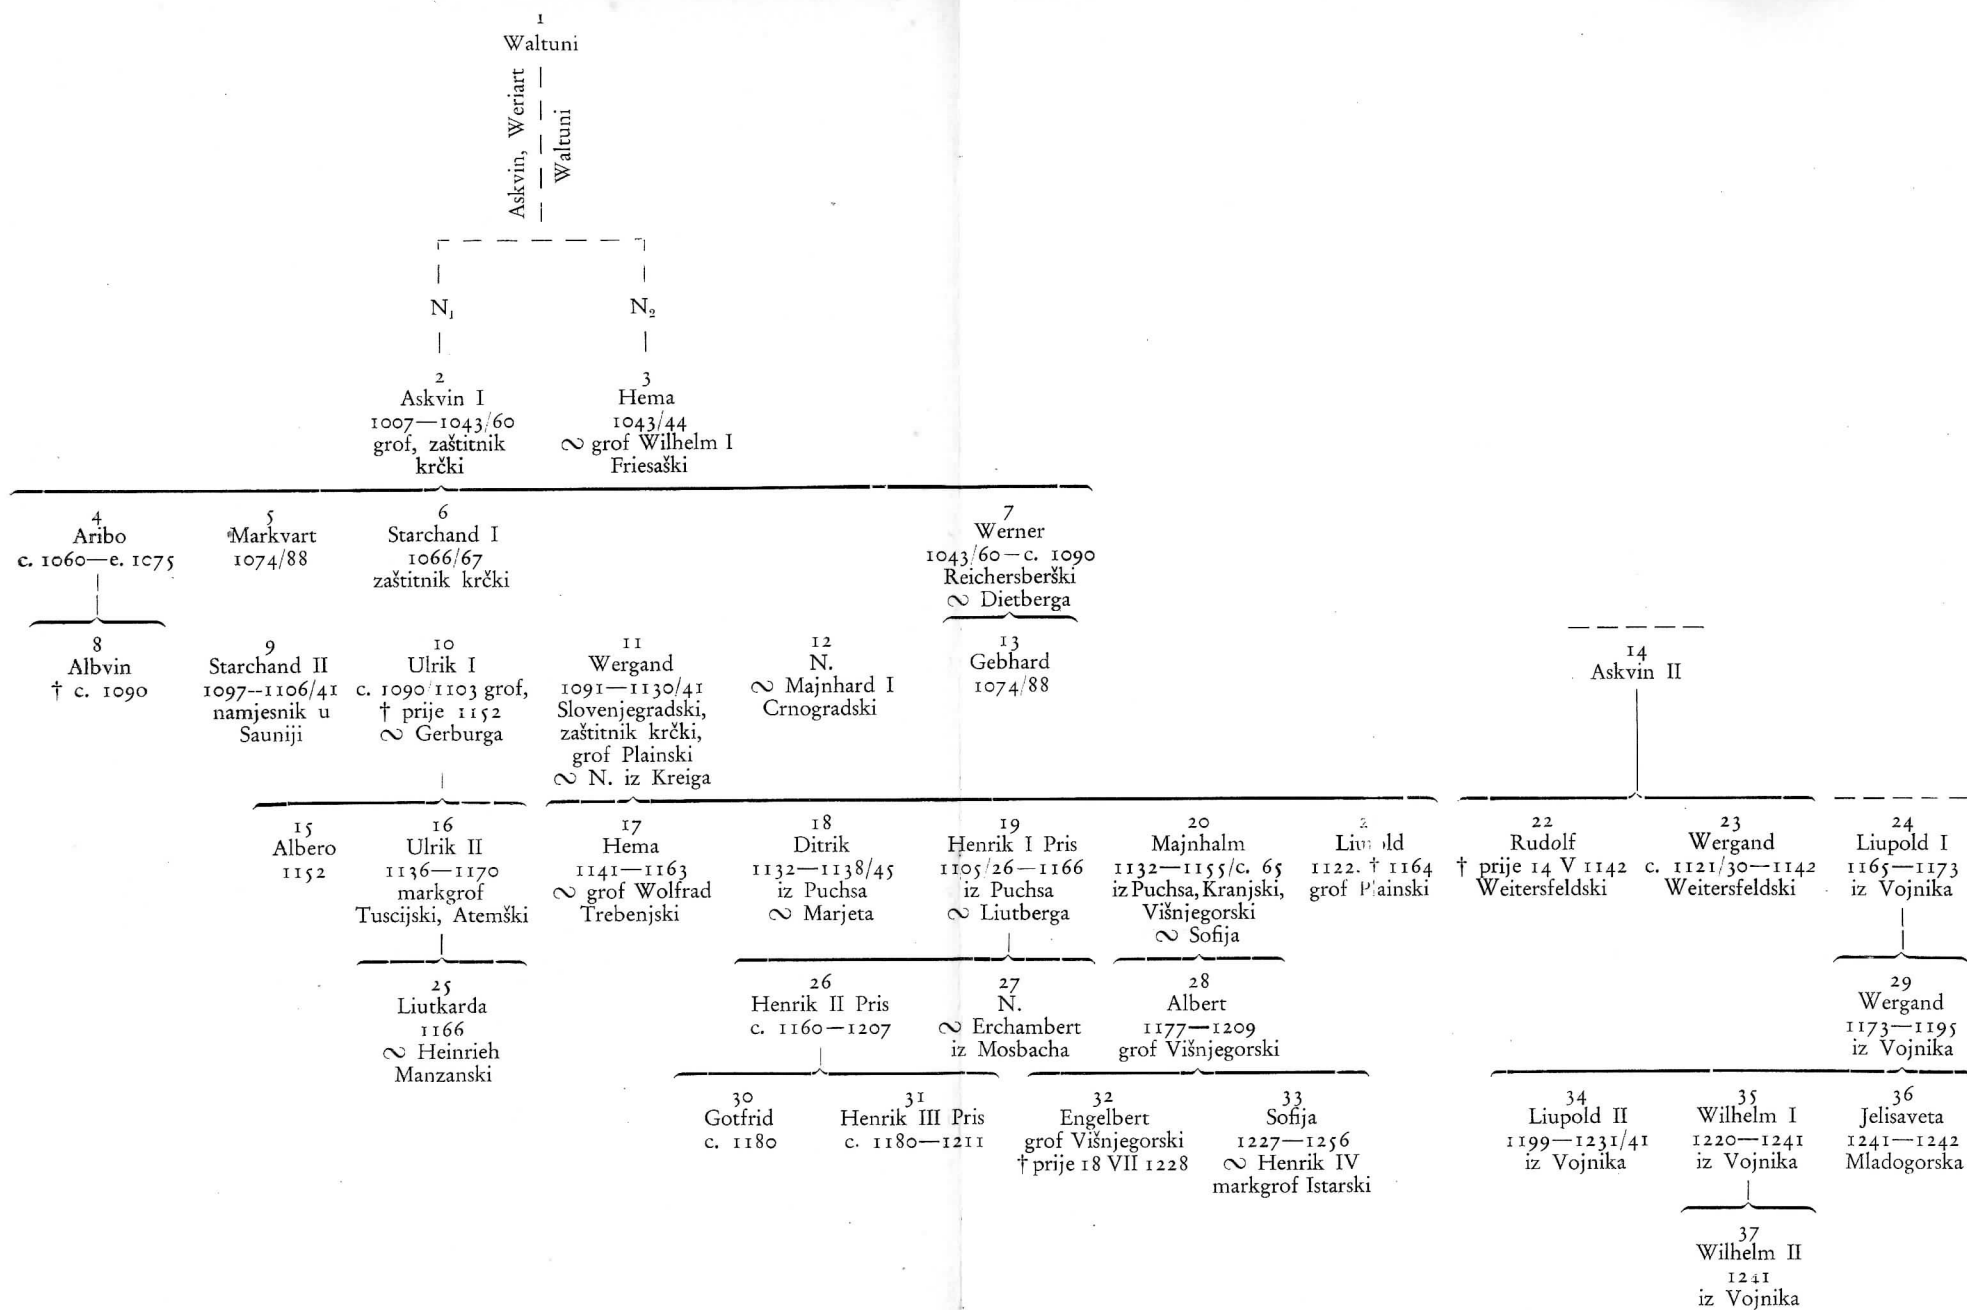 1
Waltuni
Askvin, Weriart
Waltuni
N₁
N₂
2
Askvin I
1007—1043/60
grof, zaštitnik
krčki
3
Hema
1043/44
∞ grof Wilhelm I
Friesaški
4
Aribo
c. 1060—e. 1075
5
Markvart
1074/88
6
Starchand I
1066/67
zaštitnik krčki
7
Werner
1043/60—c. 1090
Reichersberški
∞ Dietberga
8
Albvin
† c. 1090
9
Starchand II
1097--1106/41
namjesnik u
Sauniji
10
Ulrik I
c. 1090/1103 grof,
† prije 1152
∞ Gerburga
11
Wergand
1091—1130/41
Slovenjegradski,
zaštitnik krčki,
grof Plainski
∞ N. iz Kreiga
12
N.
∞ Majnhard I
Crnogradski
13
Gebhard
1074/88
14
Askvin II
15
Albero
1152
16
Ulrik II
1136—1170
markgrof
Tuscijski, Atemški
17
Hema
1141—1163
∞ grof Wolfrad
Trebenjski
18
Ditrik
1132—1138/45
iz Puchsa
∞ Marjeta
19
Henrik I Pris
1105/26—1166
iz Puchsa
∞ Liutberga
20
Majnhalm
1132—1155/c. 65
iz Puchsa, Kranjski,
Višnjegorski
∞ Sofija
1122. † 1164
grof Plainski
22
Rudolf
† prije 14 V 1142
Weitersfeldski
23
Wergand
c. 1121/30—1142
Weitersfeldski
24
Liupold I
1165—1173
iz Vojnika
25
Liutkarda
1166
∞ Heinrieh
Manzanski
26
Henrik II Pris
c. 1160—1207
27
N.
∞ Erchambert
iz Mosbacha
28
Albert
1177—1209
grof Višnjegorski
29
Wergand
1173—1195
iz Vojnika
30
Gotfrid
c. 1180
31
Henrik III Pris
c. 1180—1211
32
Engelbert
grof Višnjegorski
† prije 18 VII 1228
33
Sofija
1227—1256
∞ Henrik IV
markgrof Istarski
34
Liupold II
1199—1231/41
iz Vojnika
35
Wilhelm I
1220—1241
iz Vojnika
36
Jelisaveta
1241—1242
Mladogorska
37
Wilhelm II
1241
iz Vojnika